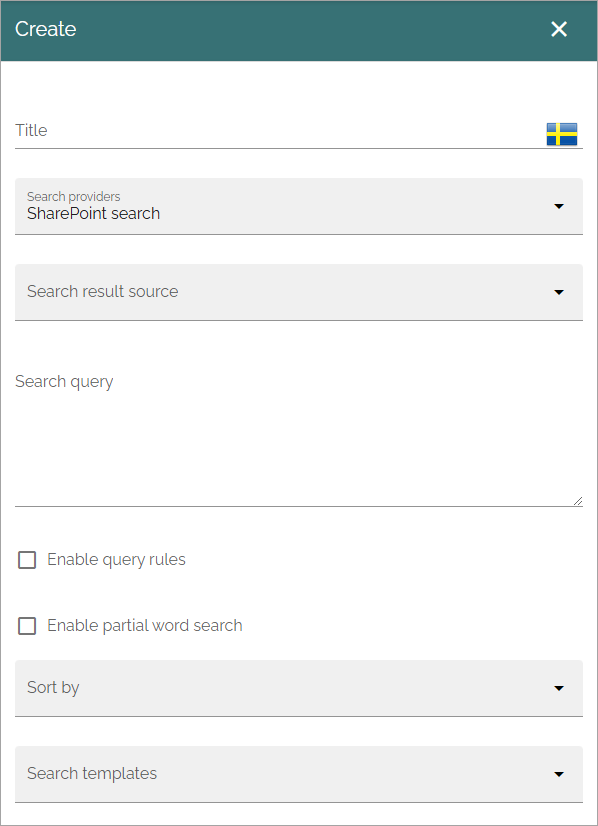 Create
Title
Search providers
SharePoint search
Search result source
Search query
Enable query rules
Enable partial word search
Sort by
Search templates